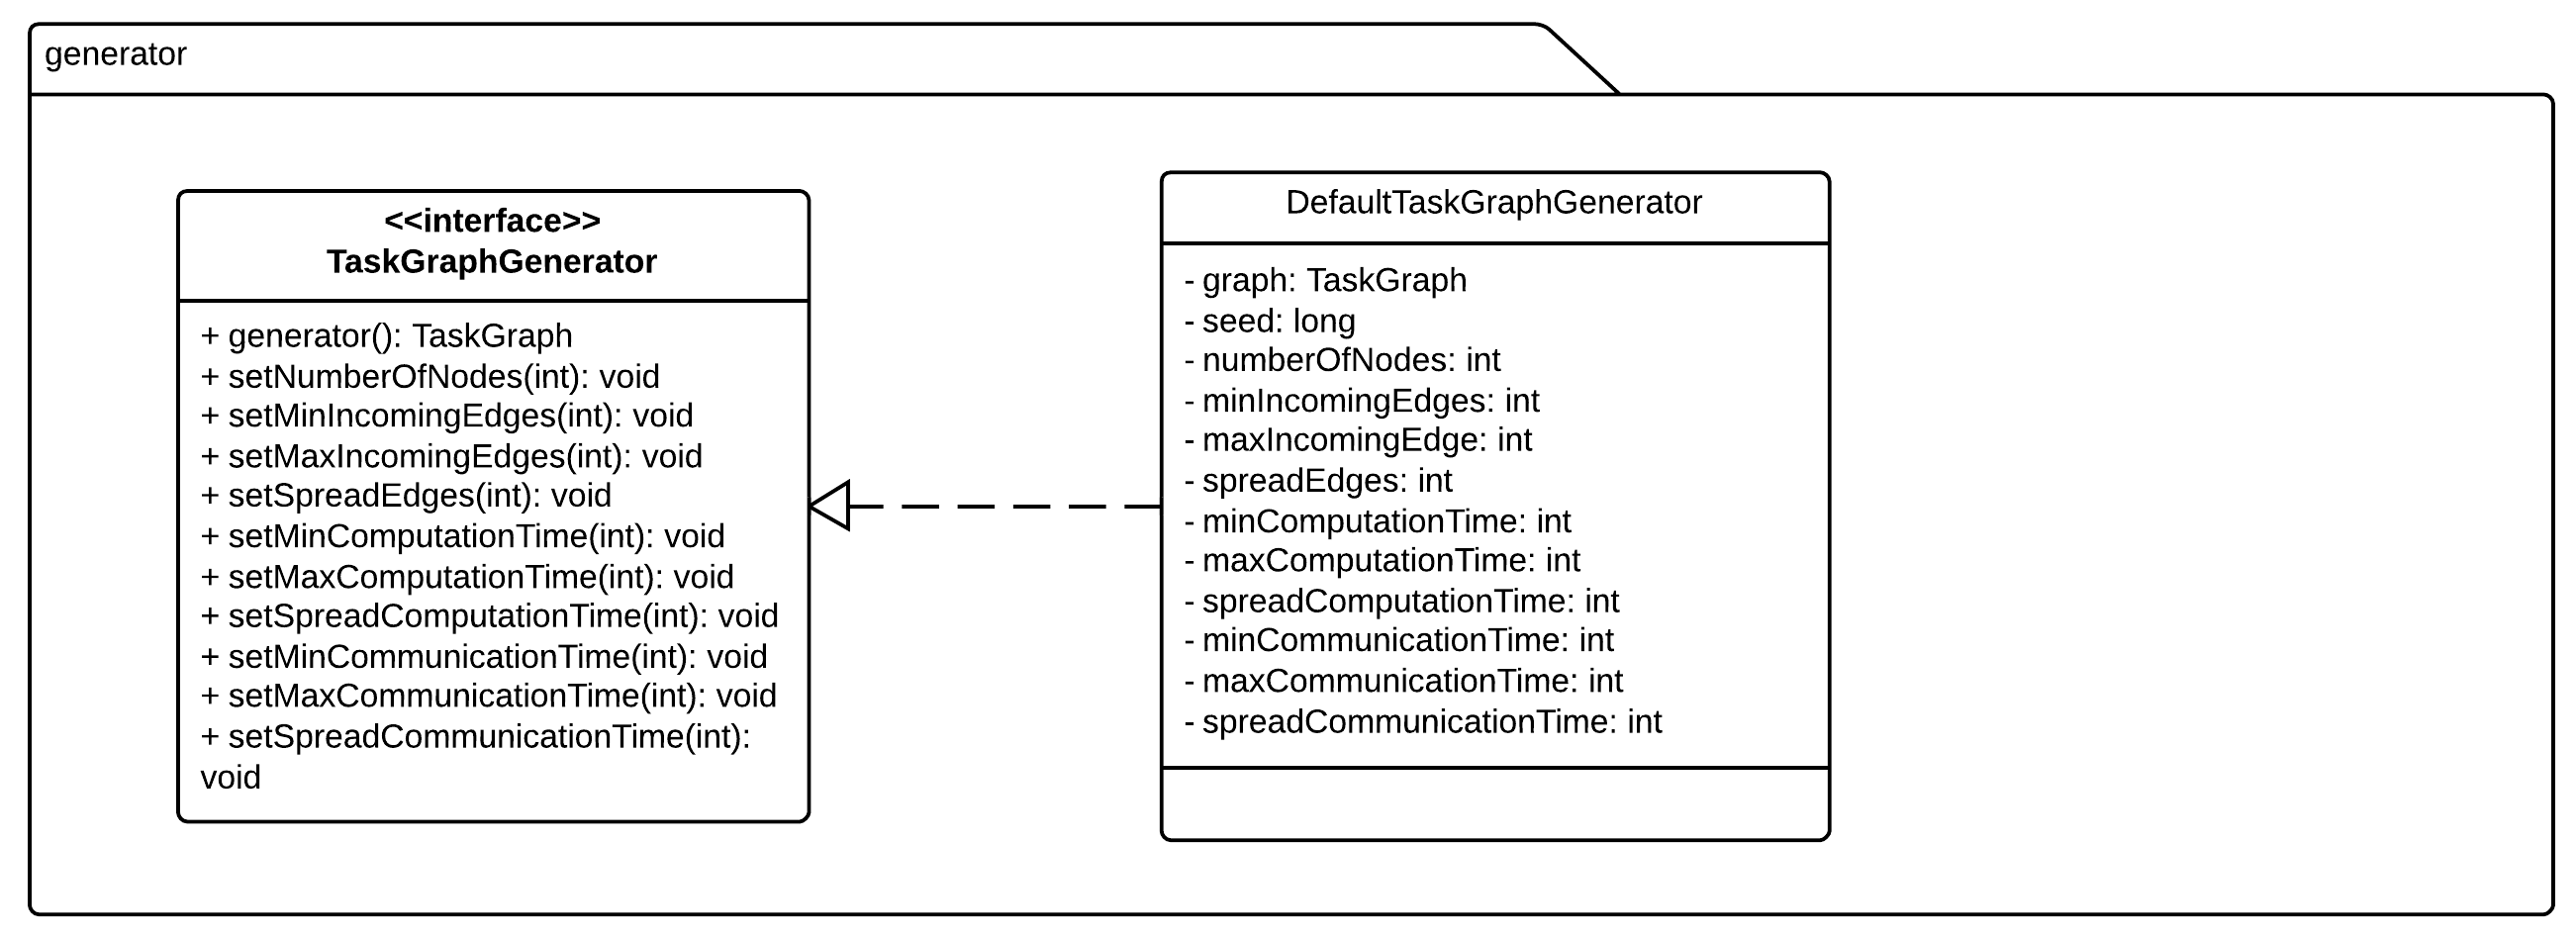 generator
<<interface>>
TaskGraphGenerator
+ generator(): TaskGraph
+ setNumberOfNodes(int): void
+ setMinIncomingEdges(int): void
+ setMaxIncomingEdges(int): void
+ setSpreadEdges(int): void
+ setMinComputationTime(int): void
+ setMaxComputationTime(int): void
+ setSpreadComputationTime(int): void
+ setMinCommunicationTime(int): void
+ setMaxCommunicationTime(int): void
+ setSpreadCommunicationTime(int):
void
DefaultTaskGraphGenerator
- graph: TaskGraph
- seed: long
- numberOfNodes: int
- minIncomingEdges: int
- maxIncomingEdge: int
- spreadEdges: int
- minComputationTime: int
- maxComputationTime: int
- spreadComputationTime: int
- minCommunicationTime: int
- maxCommunicationTime: int
- spreadCommunicationTime: int